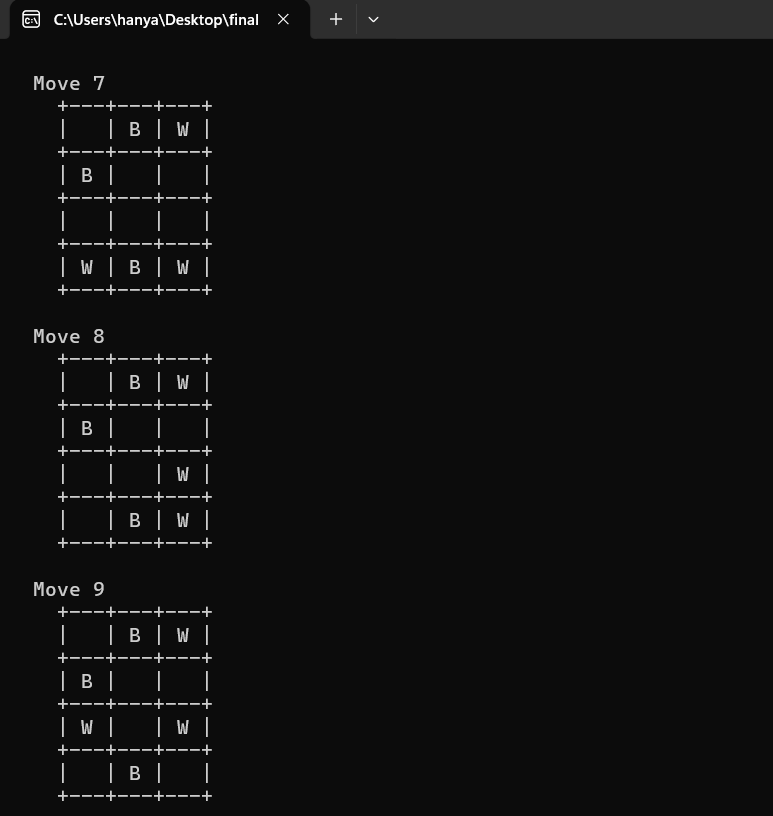 C:\Users\hanya\Desktop\final
Move 7
+---+---+---+
|   | B | W |
+---+---+---+
| B |   |   |
+---+---+---+
|   |   |   |
+---+---+---+
| W | B | W |
+---+---+---+
Move 8
+---+---+---+
|   | B | W |
+---+---+---+
| B |   |   |
+---+---+---+
|   |   | W |
+---+---+---+
|   | B | W |
+---+---+---+
Move 9
+---+---+---+
|   | B | W |
+---+---+---+
| B |   |   |
+---+---+---+
| W |   | W |
+---+---+---+
|   | B |   |
+---+---+---+